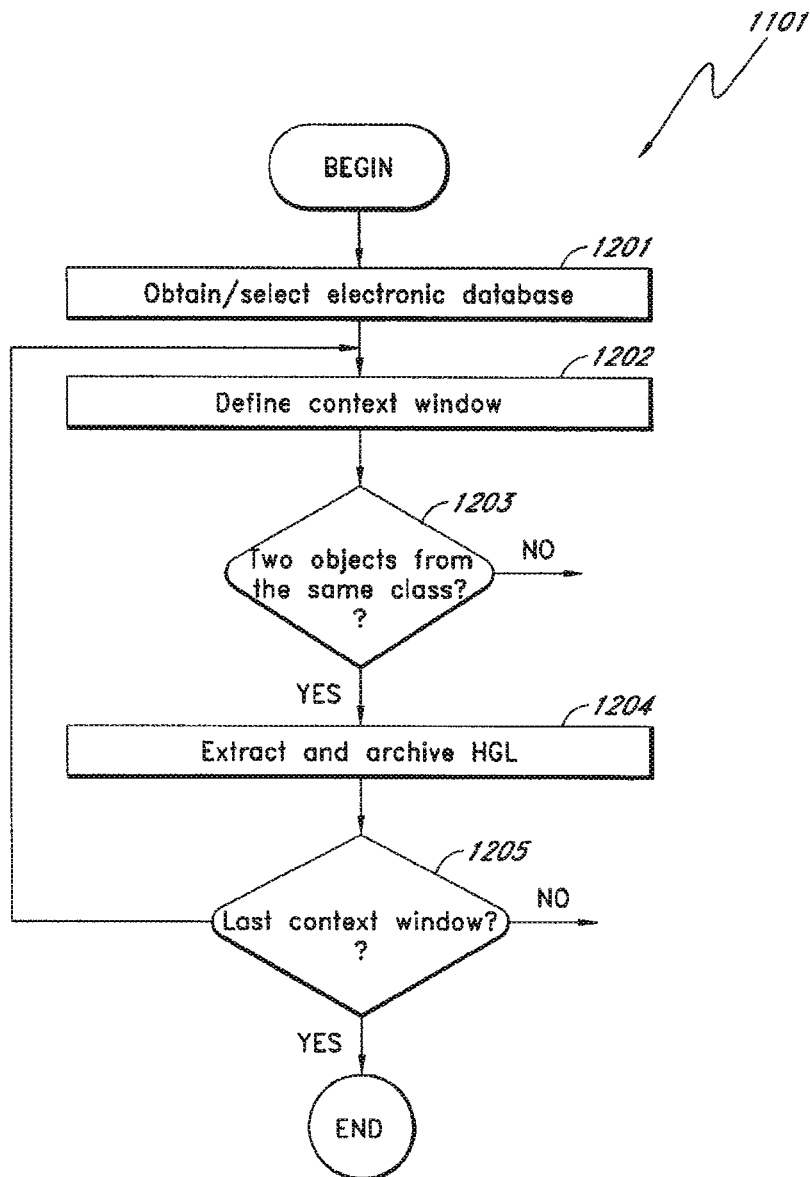 1101
BEGIN
1201
Obtain/select electronic database
1202
Define context window
1203
Two objects from
the same class?
?
NO
YES
1204
Extract and archive HGL
1205
Last context window?
?
NO
YES
END